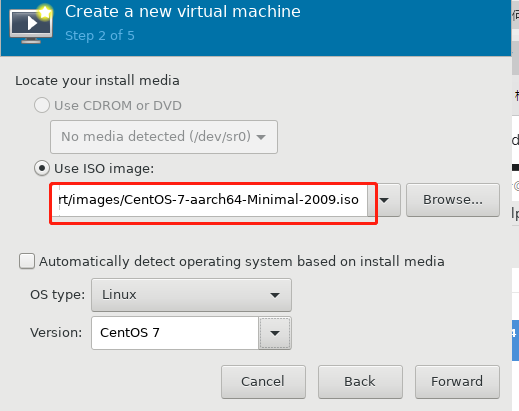 Create a new virtual machine
Step 2 of 5
Locate your install media
Use CDROM or DVD
No media detected (/dev/sr0)
Use ISO image:
rt/images/CentOS-7-aarch64-Minimal-2009.iso
Browse...
Automatically detect operating system based on install media
OS type: Linux
Version: CentOS 7
Cancel Back Forward